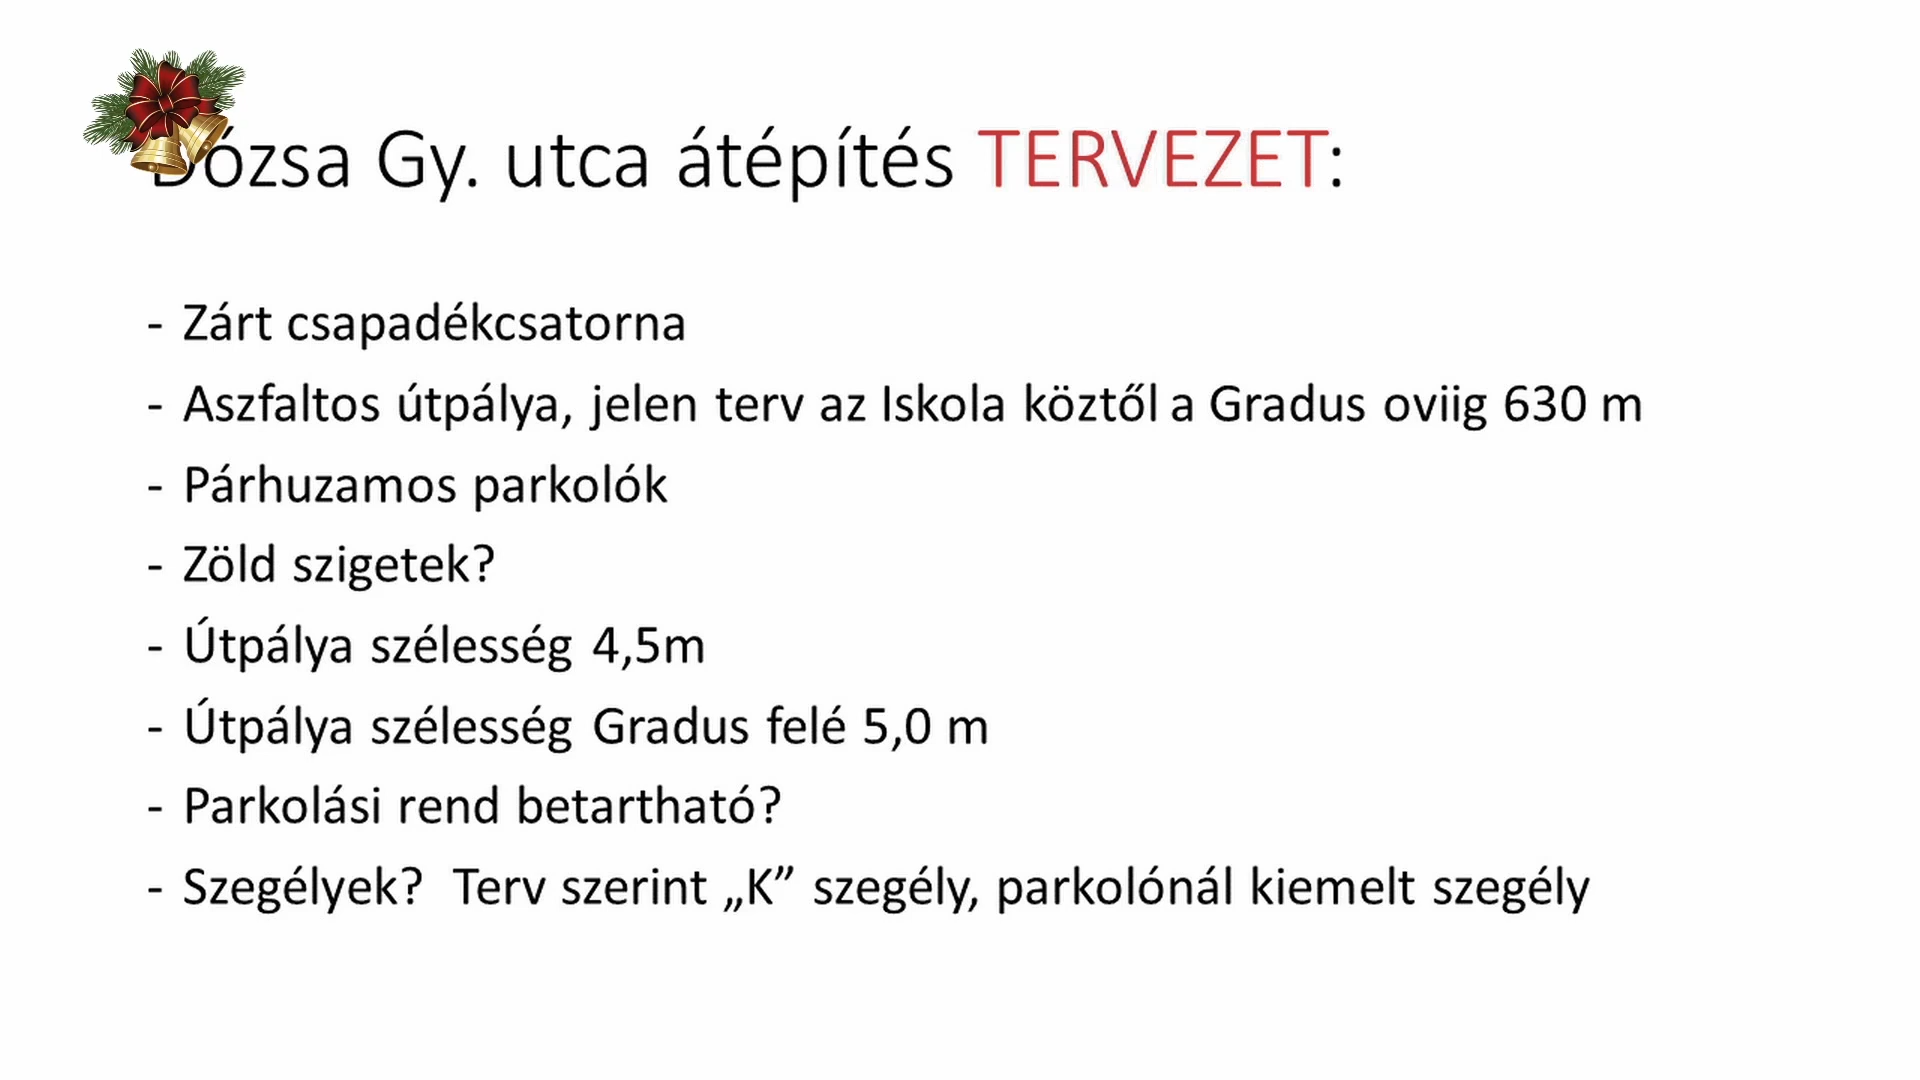 Dózsa Gy. utca átépítés TERVEZET:
- Zárt csapadékcsatorna
- Aszfaltos útpálya, jelen terv az Iskola köztől a Gradus oviig 630 m
- Párhuzamos parkolók
- Zöld szigetek?
- Útpálya szélesség 4,5m
- Útpálya szélesség Gradus felé 5,0 m
- Parkolási rend betartható?
- Szegélyek? Terv szerint „K” szegély, parkolónál kiemelt szegély